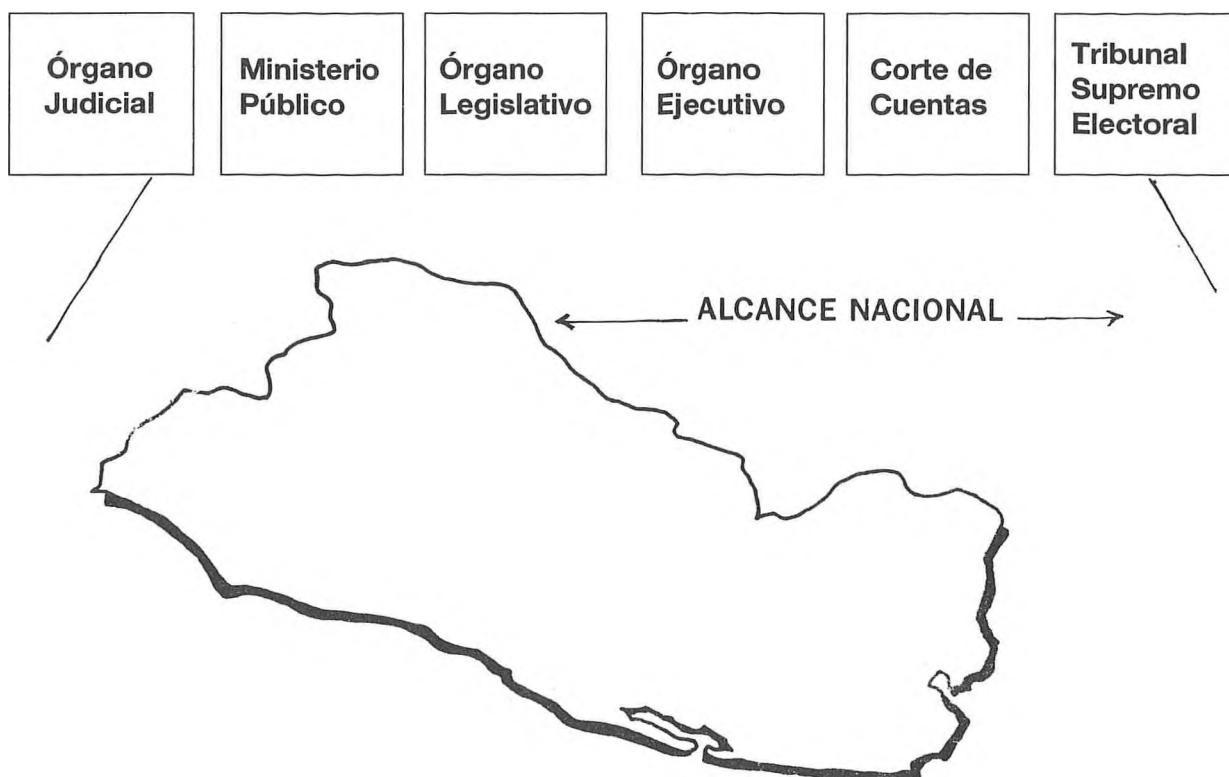 Órgano
Judicial
Ministerio
Público
Órgano
Legislativo
Órgano
Ejecutivo
Corte de
Cuentas
Tribunal
Supremo
Electoral
ALCANCE NACIONAL